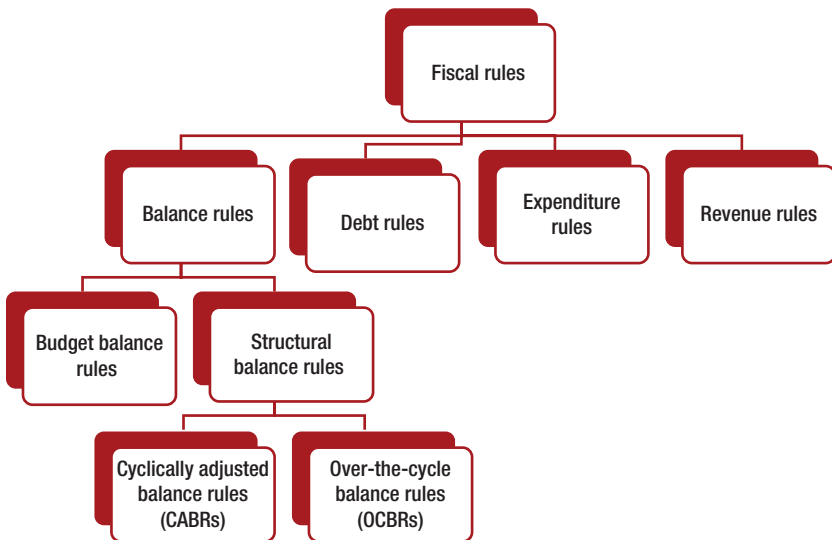 Fiscal rules
Balance rules
Debt rules
Expenditure
rules
Revenue rules
Budget balance
rules
Structural
balance rules
Cyclically adjusted
balance rules
(CABRs)
Over-the-cycle
balance rules
(OCBRs)